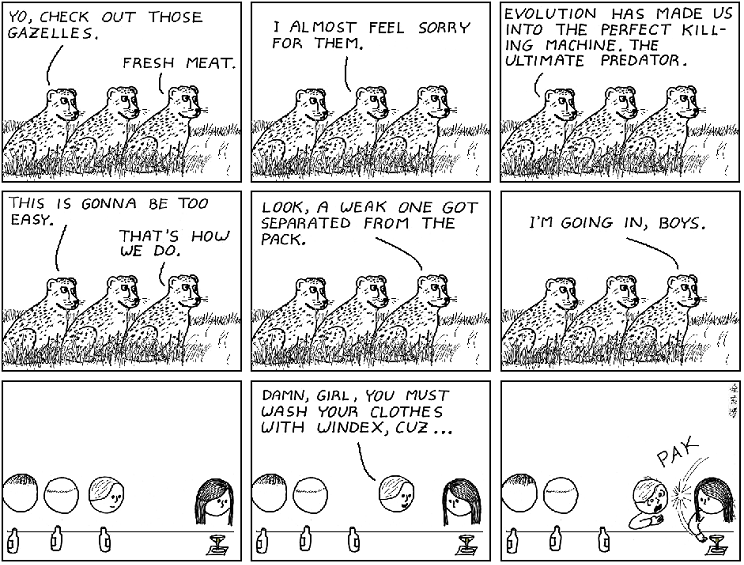 YO, CHECK OUT THOSE
GAZELLES.
FRESH MEAT.
I ALMOST FEEL SORRY
FOR THEM.
EVOLUTION HAS MADE US
INTO THE PERFECT KILL-
ING MACHINE. THE
ULTIMATE PREDATOR.
THIS IS GONNA BE TOO
EASY.
THAT'S HOW
WE DO.
LOOK, A WEAK ONE GOT
SEPARATED FROM THE
PACK.
I'M GOING IN, BOYS.
DAMN, GIRL, YOU MUST
WASH YOUR CLOTHES
WITH WINDEX, CUZ...
PAK